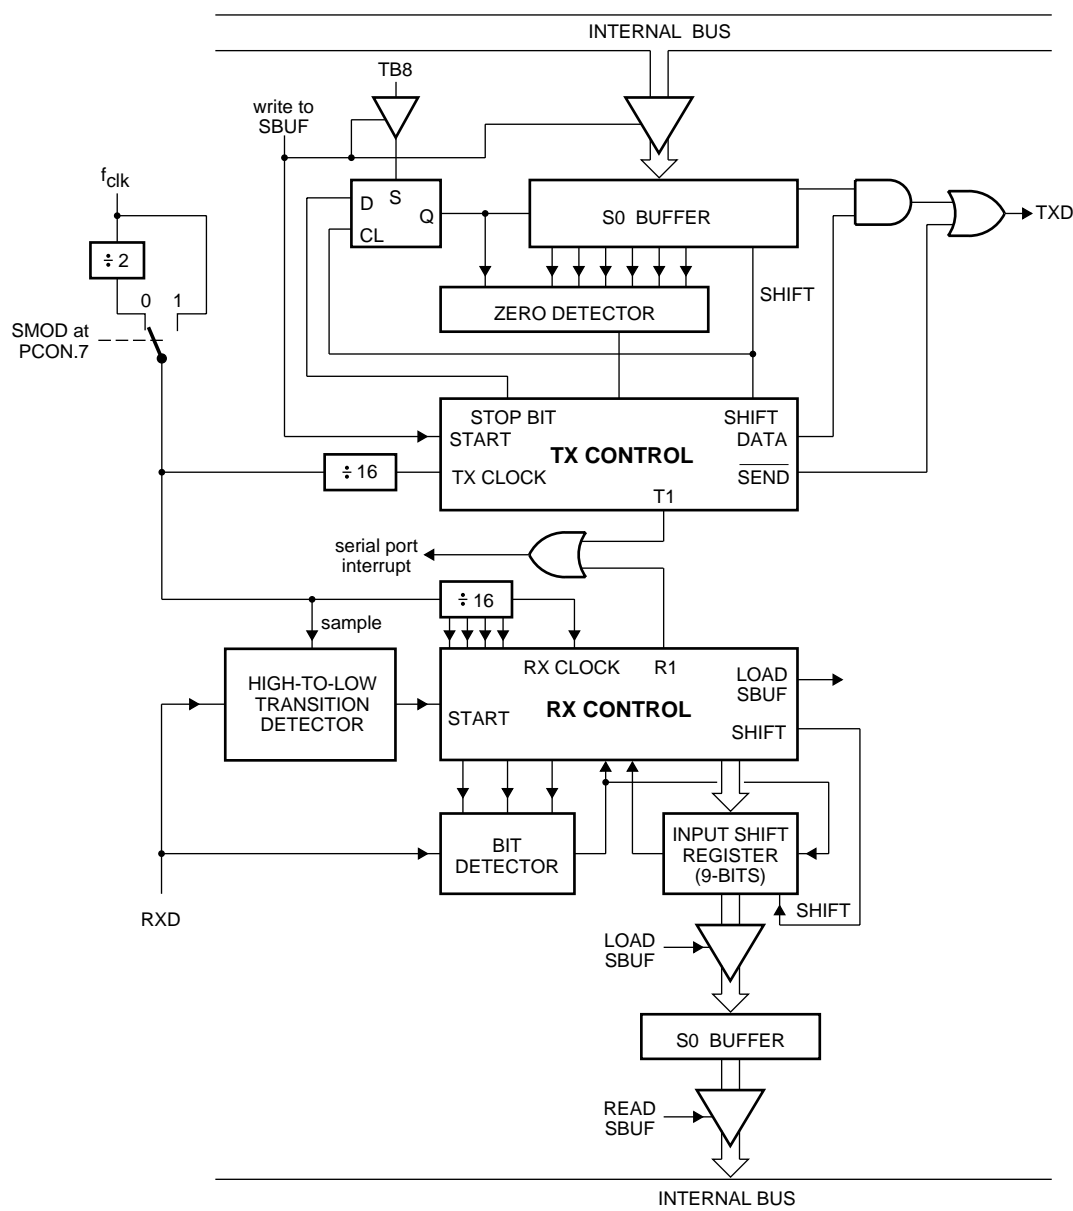 INTERNAL BUS
TB8
write to
SBUF
f clk
D
S
Q
CL
S0 BUFFER
TXD
÷ 2
0 1
SMOD at
PCON.7
ZERO DETECTOR
SHIFT
STOP BIT
SHIFT
START
DATA
TX CONTROL
÷ 16
TX CLOCK
SEND
T1
serial port
interrupt
÷ 16
sample
HIGH-TO-LOW
TRANSITION
DETECTOR
RX CLOCK
R1
LOAD
SBUF
START
RX CONTROL
SHIFT
BIT
DETECTOR
INPUT SHIFT
REGISTER
(9-BITS)
RXD
SHIFT
LOAD
SBUF
S0 BUFFER
READ
SBUF
INTERNAL BUS